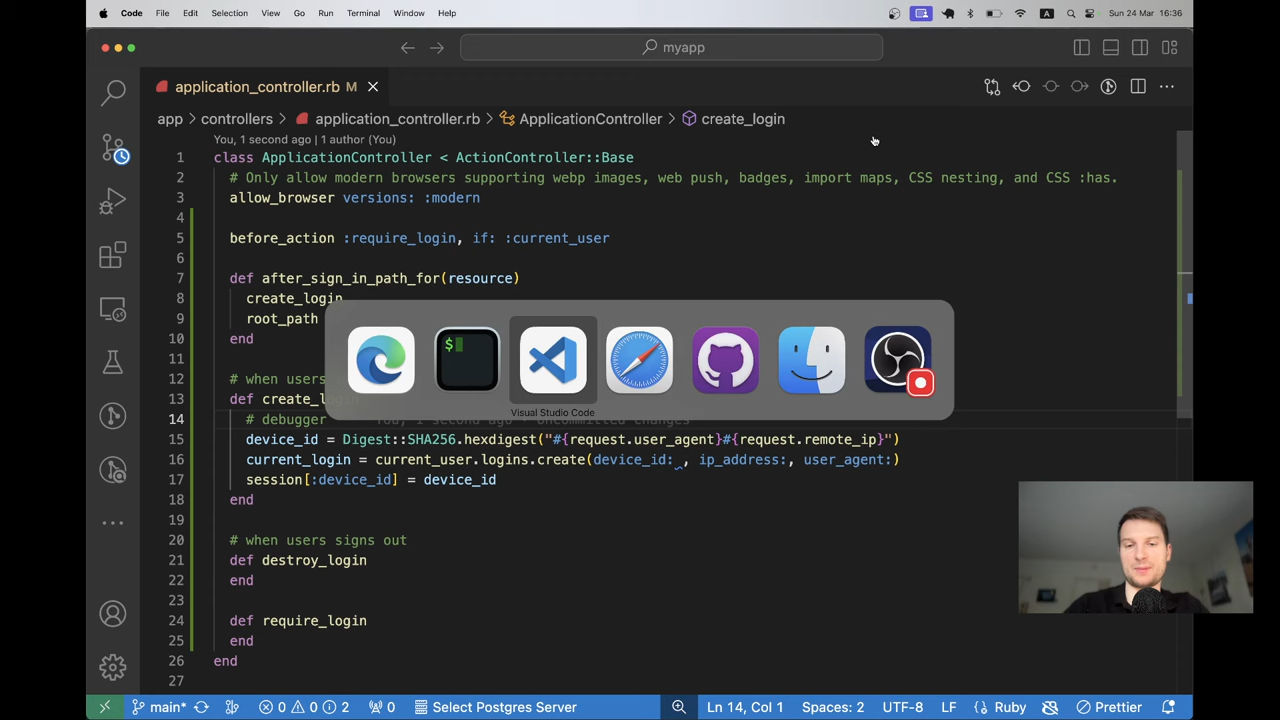 Code File Edit Selection View Go Run Terminal Window Help A Sun 24 Mar 16:36
myapp
application_controller.rb M
app > controllers > application_controller.rb > ApplicationController > create_login
You, 1 second ago | 1 author (You)
1 class ApplicationController < ActionController::Base
2 # Only allow modern browsers supporting webp images, web push, badges, import maps, CSS nesting, and CSS :has.
3 allow_browser versions: :modern
4
5 before_action :require_login, if: :current_user
6
7 def after_sign_in_path_for(resource)
8 create_login
9 root_path
10 end
11
12 # when users
13 def create_lo
14 # debugger You, 1 second ago • Uncommitted changes
15 device_id = Digest::SHA256.hexdigest("#{request.user_agent}#{request.remote_ip}")
16 current_login = current_user.logins.create(device_id: , ip_address:, user_agent:)
17 session[:device_id] = device_id
18 end
19
20 # when users signs out
21 def destroy_login
22 end
23
24 def require_login
25 end
26 end
27
$
Visual Studio Code
main* 0 0 2 0 Select Postgres Server Ln 14, Col 1 Spaces: 2 UTF-8 LF Ruby Prettier